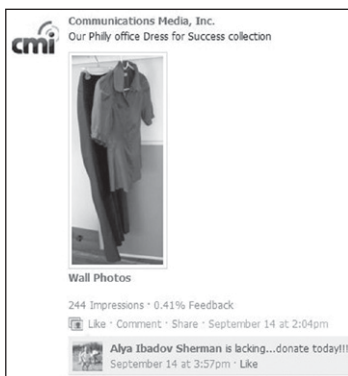 cmi
Communications Media, Inc.
Our Philly office Dress for Success collection
Wall Photos
244 Impressions · 0.41% Feedback
Like · Comment · Share · September 14 at 2:04pm
Alya Ibadov Sherman is lacking...donate today!!!
September 14 at 3:57pm · Like